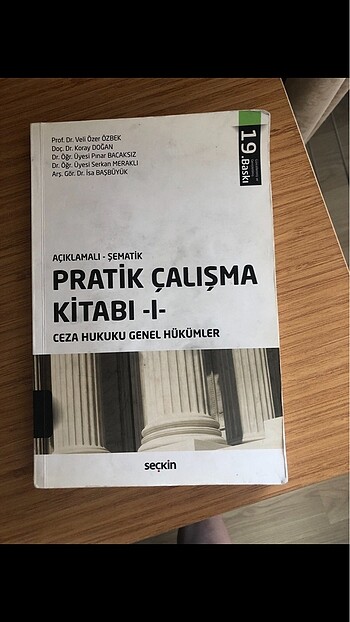 Prof. Dr. Veli Özer ÖZBEK
Doç. Dr. Koray DOĞAN
Dr. Öğr. Üyesi Pınar BACAKSIZ
Dr. Öğr. Üyesi Serkan MERAKLI
Arş. Gör. Dr. İsa BAŞBÜYÜK
19.Baskı
AÇIKLAMALI - ŞEMATİK
PRATİK ÇALIŞMA
KİTABI -I-
CEZA HUKUKU GENEL HÜKÜMLER
seçkin